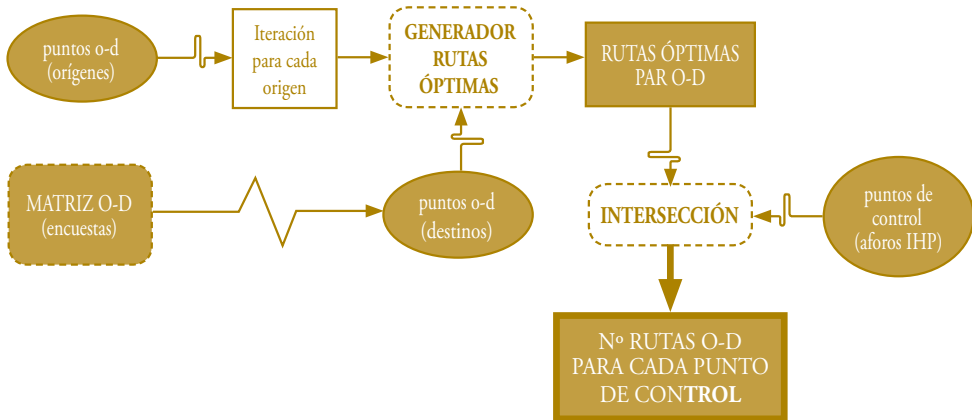 puntos o-d
(orígenes)
Iteración
para cada
origen
GENERADOR
RUTAS
ÓPTIMAS
RUTAS ÓPTIMAS
PAR O-D
MATRIZ O-D
(encuestas)
puntos o-d
(destinos)
INTERSECCIÓN
puntos de
control
(aforos IHP)
Nº RUTAS O-D
PARA CADA PUNTO
DE CONTROL